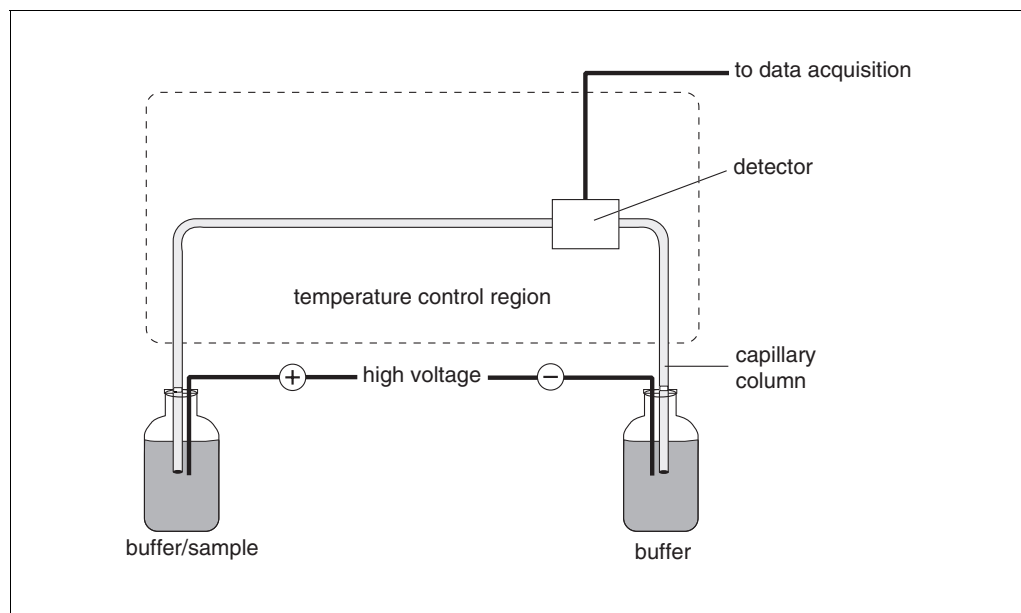 to data acquisition
detector
temperature control region
capillary
column
+ high voltage −
buffer/sample
buffer